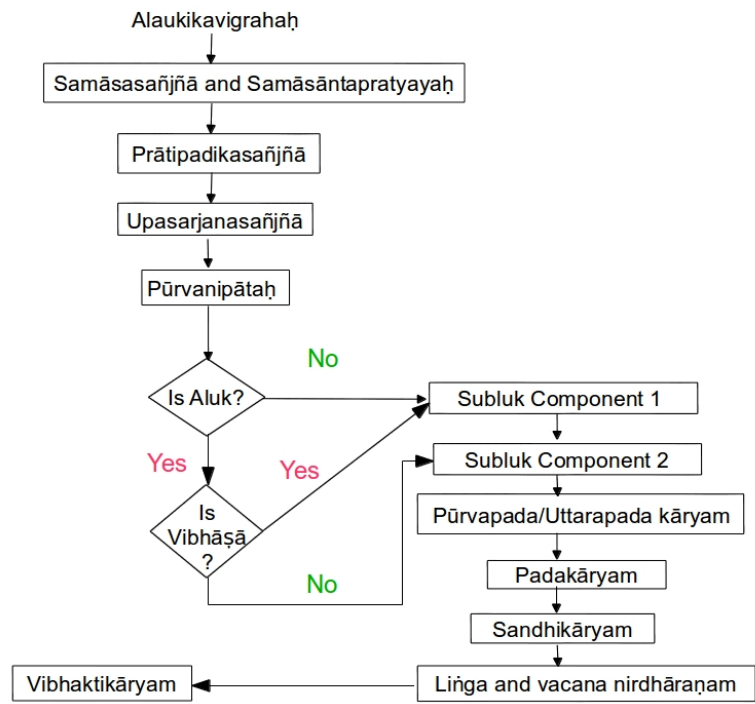 Alaukikavigrahaḥ
Samāsasañjñā and Samāsāntapratyayaḥ
Prātipadikasañjñā
Upasarjanasañjñā
Pūrvanipātaḥ
Is Aluk?
No
Yes
Is
Vibhāṣā
?
Yes
No
Subluk Component 1
Subluk Component 2
Pūrvapada/Uttarapada kāryam
Padakāryam
Sandhikāryam
Liṅga and vacana nirdhāraṇam
Vibhaktikāryam